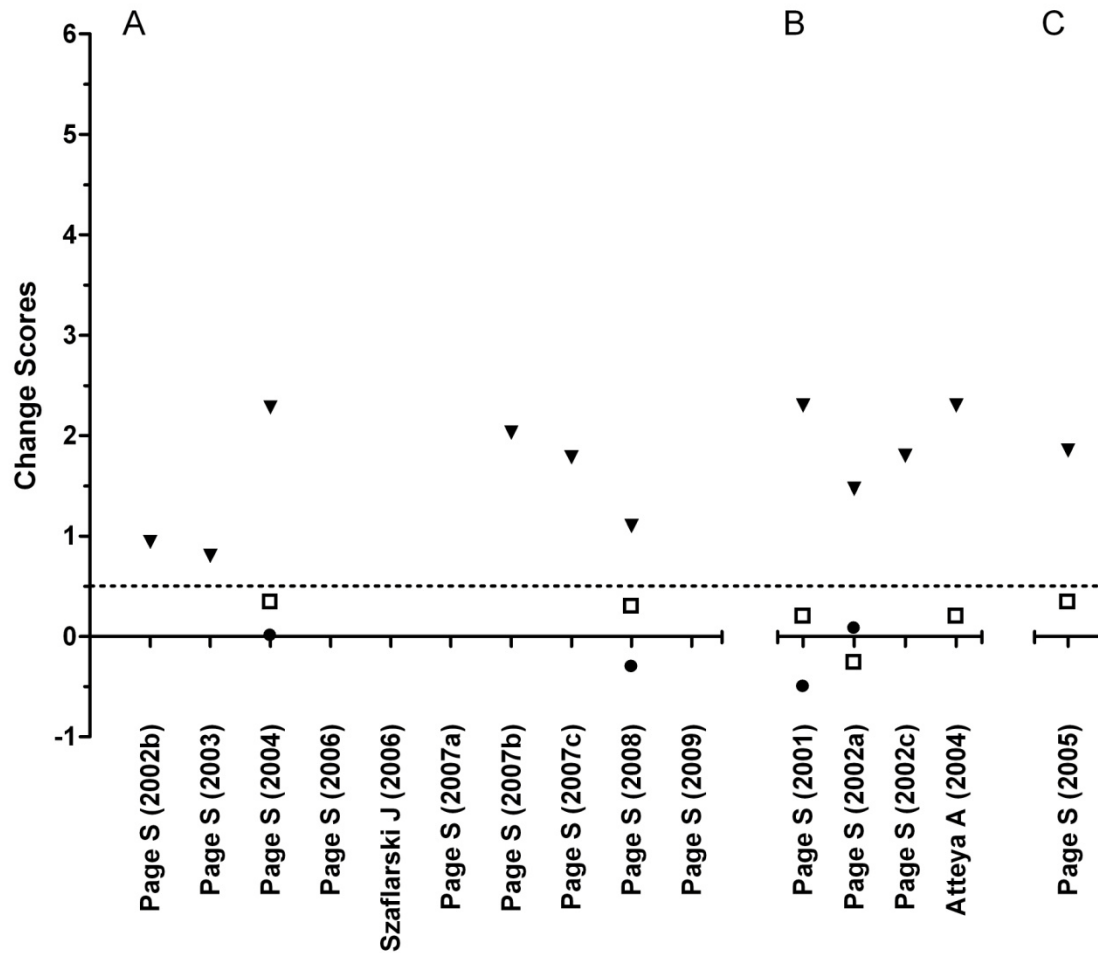 A
B
C
Change Scores
6
5
4
3
2
1
0
-1
Page S (2002b)
Page S (2003)
Page S (2004)
Page S (2006)
Szaflarski J (2006)
Page S (2007a)
Page S (2007b)
Page S (2007c)
Page S (2008)
Page S (2009)
Page S (2001)
Page S (2002a)
Page S (2002c)
Atteya A (2004)
Page S (2005)